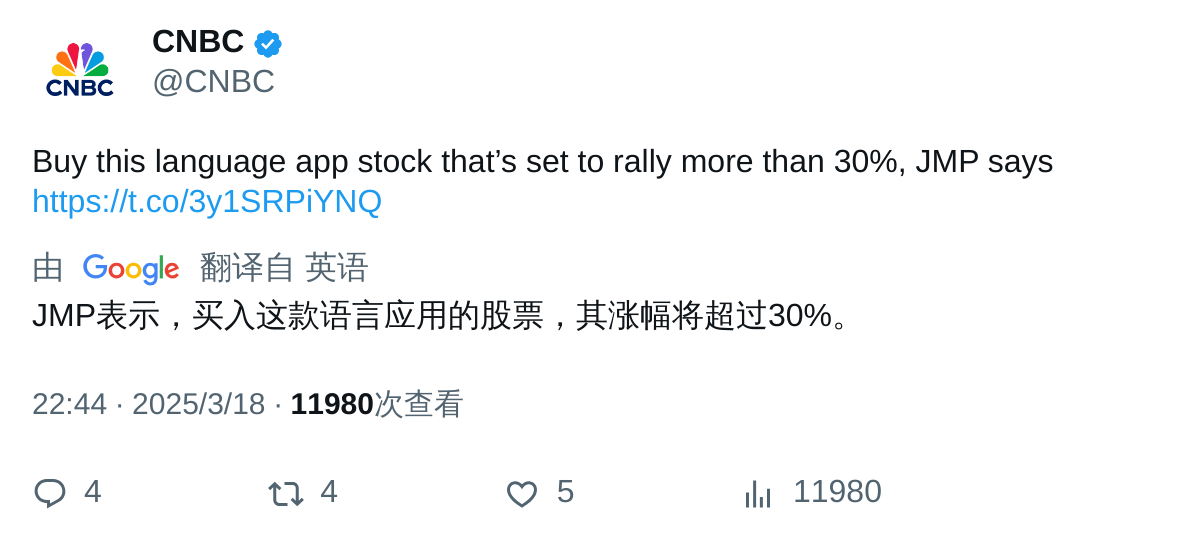 CNBC
CNBC
@CNBC
Buy this language app stock that’s set to rally more than 30%, JMP says
https://t.co/3y1SRPiYNQ
由 Google 翻译自 英语
JMP表示，买入这款语言应用的股票，其涨幅将超过30%。
22:44 · 2025/3/18 · 11980次查看
4 4 5 11980